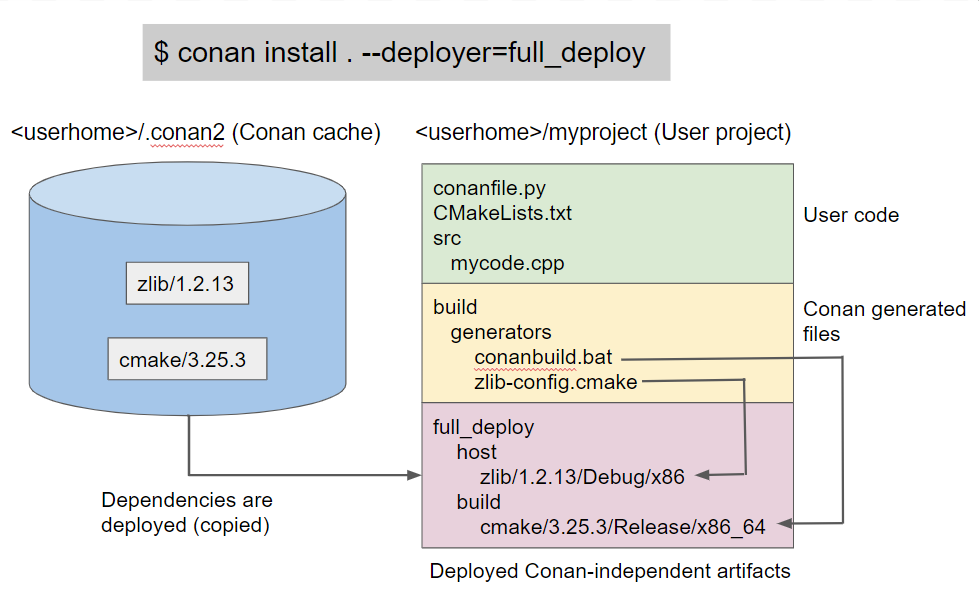 $ conan install . --deployer=full_deploy
<userhome>/.conan2 (Conan cache)
<userhome>/myproject (User project)
zlib/1.2.13
cmake/3.25.3
conanfile.py
CMakeLists.txt
src
mycode.cpp
User code
build
generators
conanbuild.bat
zlib-config.cmake
Conan generated
files
full_deploy
host
zlib/1.2.13/Debug/x86
build
cmake/3.25.3/Release/x86_64
Dependencies are
deployed (copied)
Deployed Conan-independent artifacts